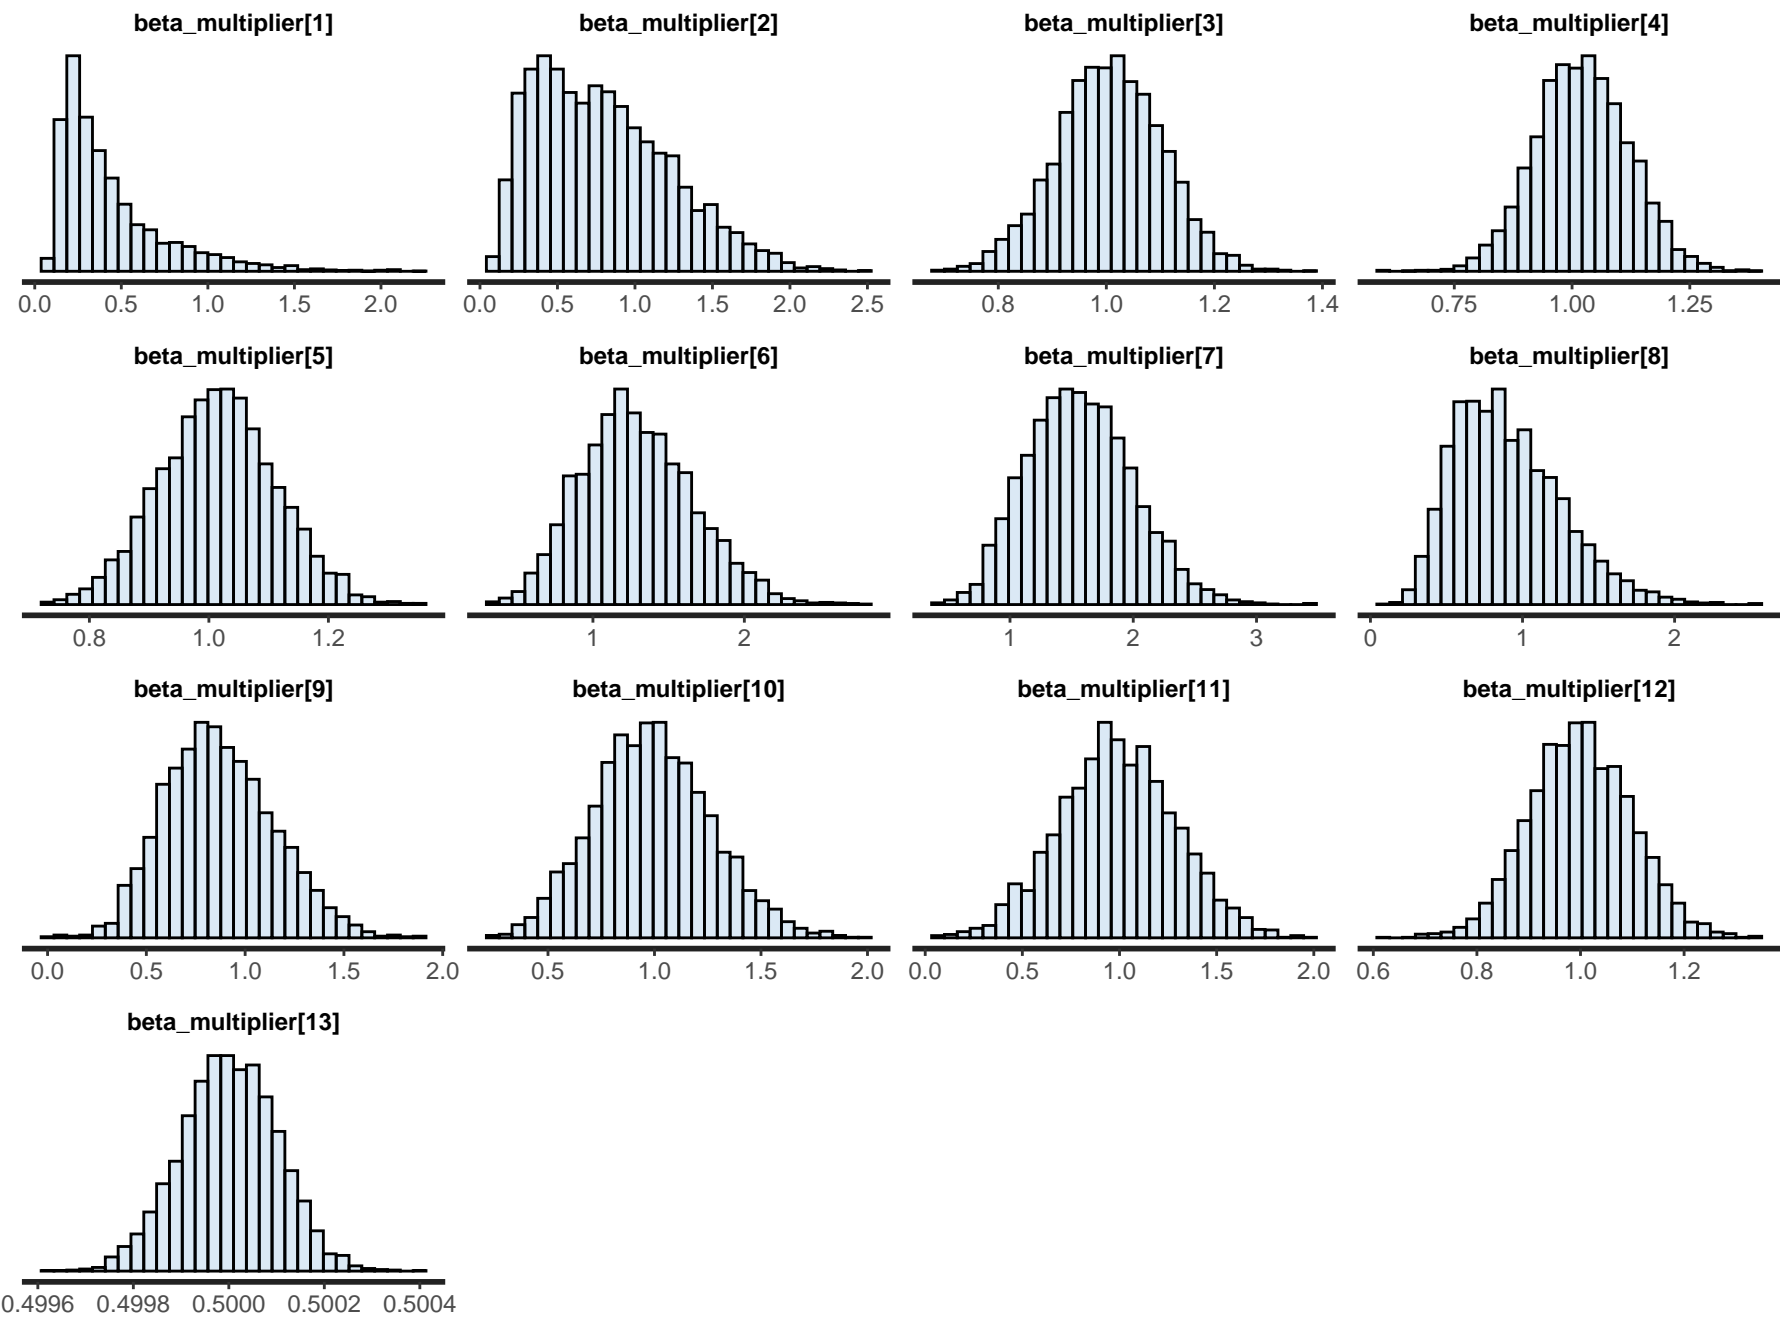 beta_multiplier[1] beta_multiplier[2] beta_multiplier[3] beta_multiplier[4]
0.0 0.5 1.0 1.5 2.0 0.0 0.5 1.0 1.5 2.0 2.5 0.8 1.0 1.2 1.4 0.75 1.00 1.25
beta_multiplier[5] beta_multiplier[6] beta_multiplier[7] beta_multiplier[8]
0.8 1.0 1.2 1 2 1 2 3 0 1 2
beta_multiplier[9] beta_multiplier[10] beta_multiplier[11] beta_multiplier[12]
0.0 0.5 1.0 1.5 2.0 0.5 1.0 1.5 2.0 0.0 0.5 1.0 1.5 2.0 0.6 0.8 1.0 1.2
beta_multiplier[13]
0.4996 0.4998 0.5000 0.5002 0.5004